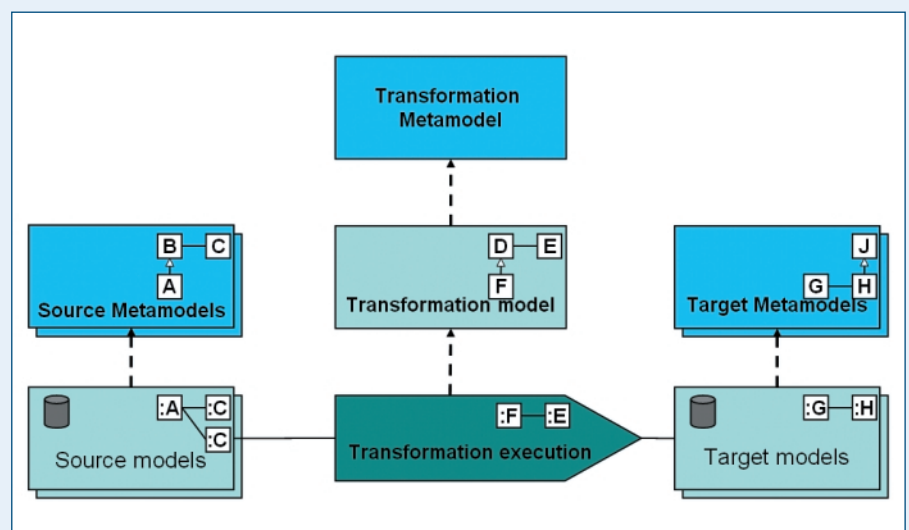 Transformation
Metamodel
B C
A
Source Metamodels
D E
F
Transformation model
J
G H
Target Metamodels
:A :C
:C
Source models
:F :E
Transformation execution
:G :H
Target models